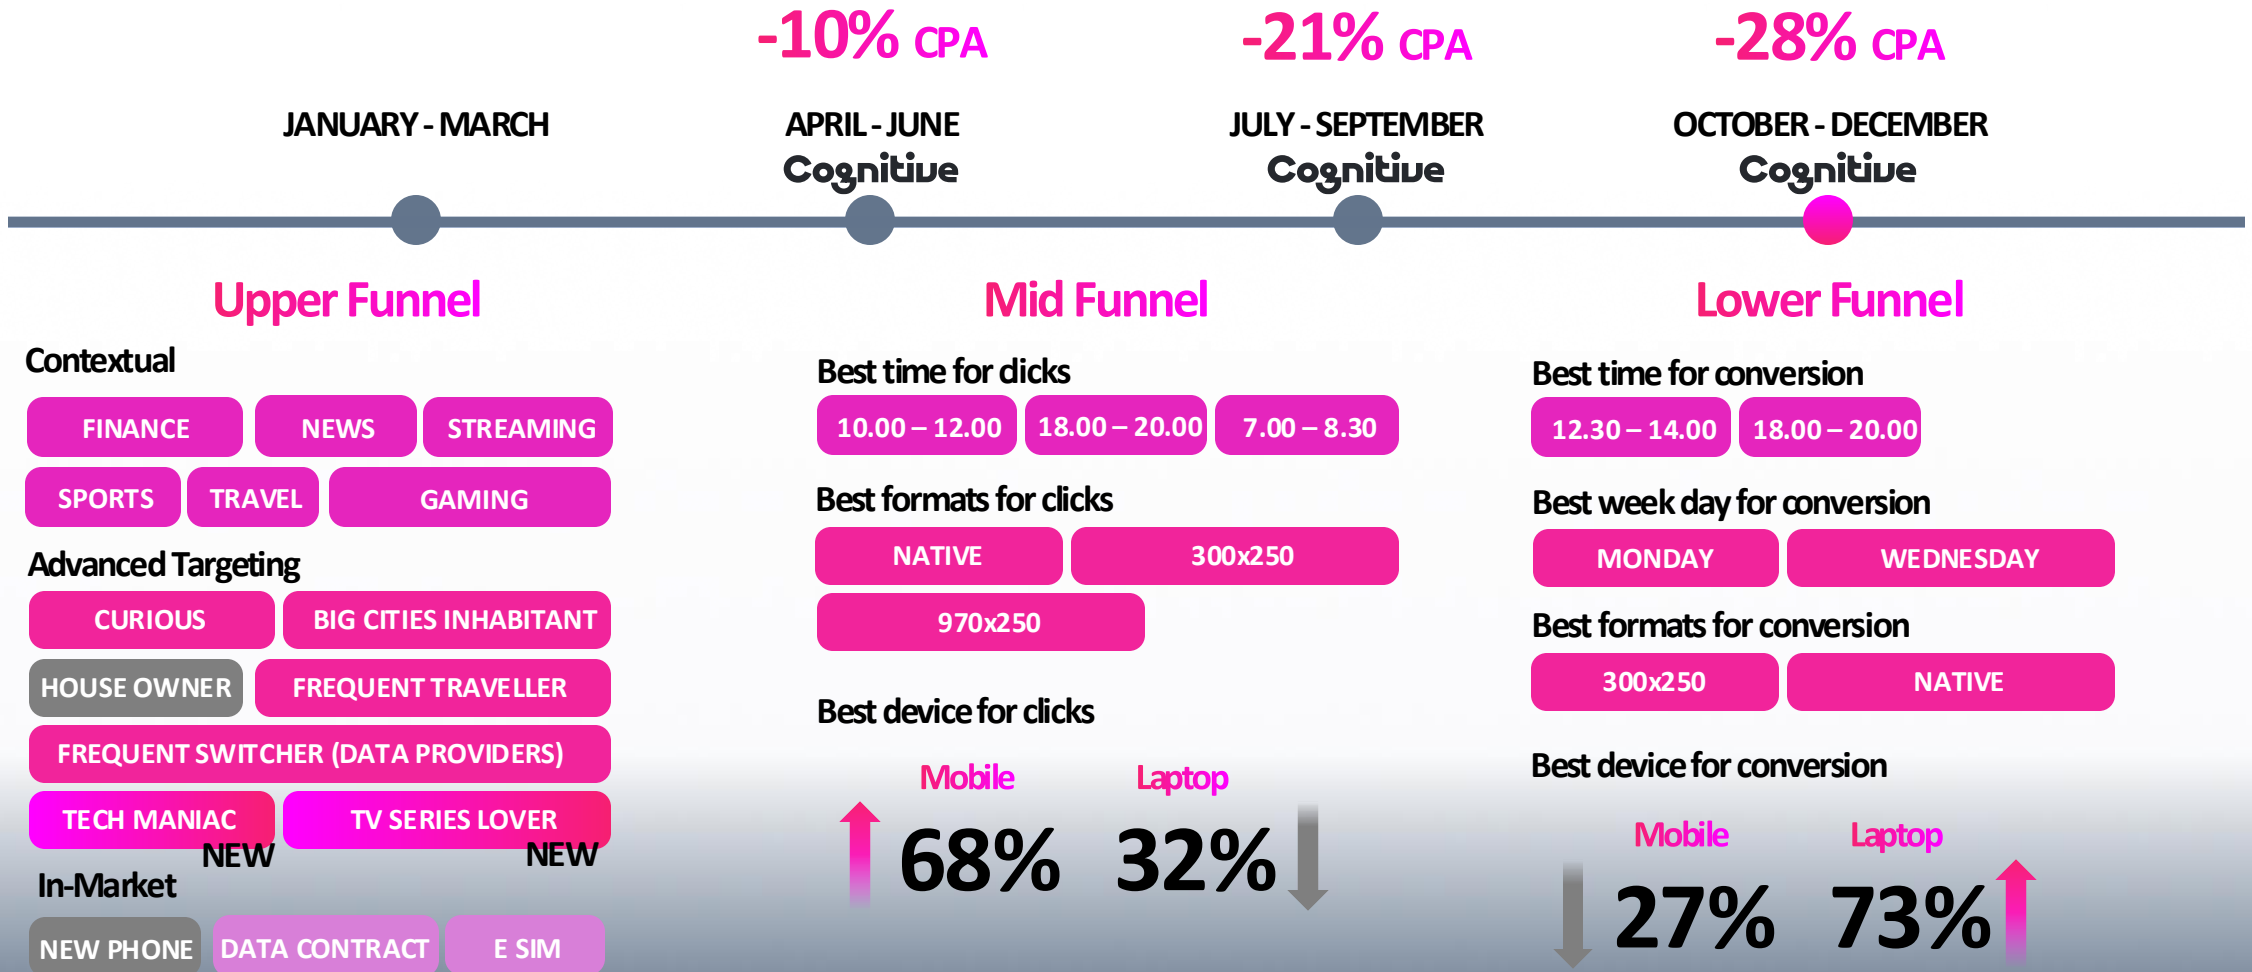 -10% CPA
-21% CPA
-28% CPA
JANUARY - MARCH
APRIL - JUNE
JULY - SEPTEMBER
OCTOBER - DECEMBER
Cognitive
Cognitive
Cognitive
Upper Funnel
Contextual
FINANCE
NEWS
STREAMING
SPORTS
TRAVEL
GAMING
Advanced Targeting
CURIOUS
BIG CITIES INHABITANT
HOUSE OWNER
FREQUENT TRAVELLER
FREQUENT SWITCHER (DATA PROVIDERS)
TECH MANIAC
NEW
TV SERIES LOVER
NEW
In-Market
NEW PHONE
DATA CONTRACT
E SIM
Mid Funnel
Best time for clicks
10.00 – 12.00
18.00 – 20.00
7.00 – 8.30
Best formats for clicks
NATIVE
300x250
970x250
Best device for clicks
Mobile
Laptop
68%
32%
Lower Funnel
Best time for conversion
12.30 – 14.00
18.00 – 20.00
Best week day for conversion
MONDAY
WEDNESDAY
Best formats for conversion
300x250
NATIVE
Best device for conversion
Mobile
Laptop
27%
73%